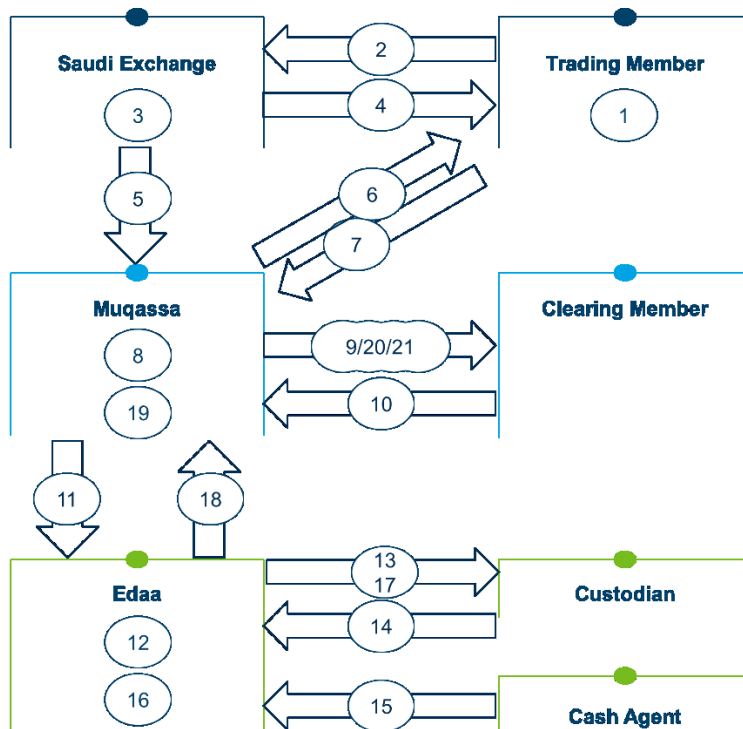 2
Saudi Exchange
Trading Member
3
4
1
5
6
7
Muqassa
Clearing Member
8
9/20/21
19
10
11
18
13
17
Edaa
Custodian
12
14
16
15
Cash Agent